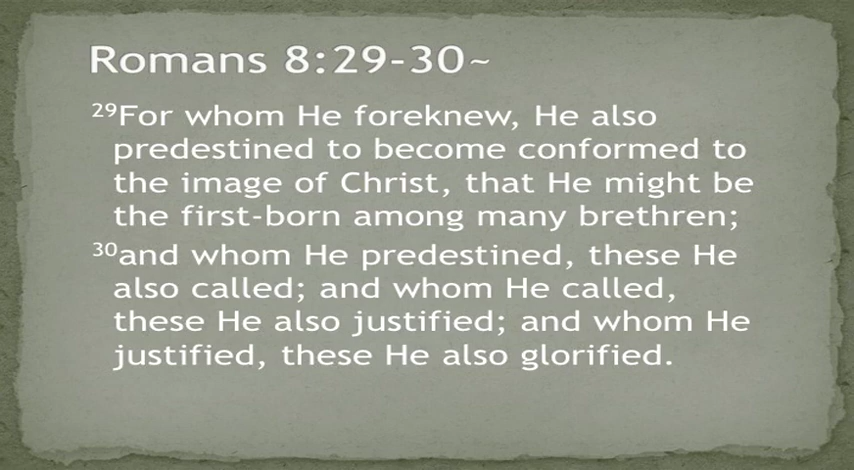 Romans 8:29-30~
29For whom He foreknew, He also
predestined to become conformed to
the image of Christ, that He might be
the first-born among many brethren;
30and whom He predestined, these He
also called; and whom He called,
these He also justified; and whom He
justified, these He also glorified.